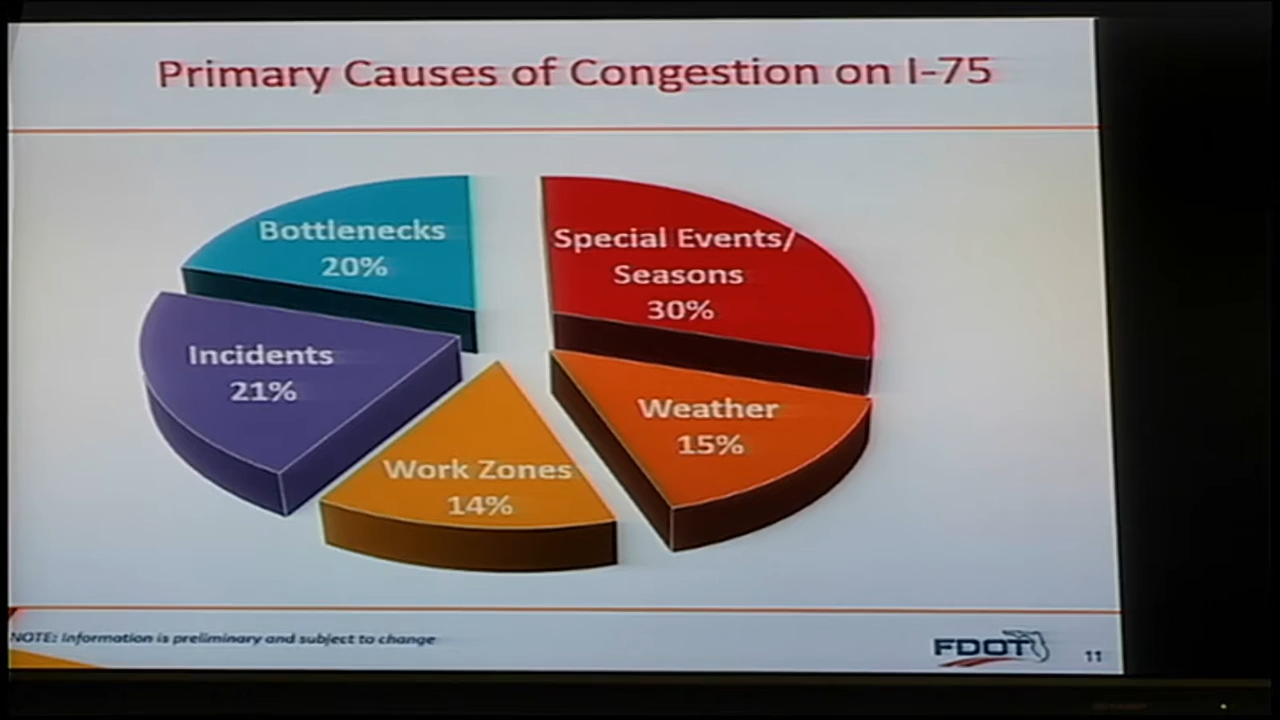 Primary Causes of Congestion on I-75
Bottlenecks
20%
Special Events/
Seasons
30%
Incidents
21%
Weather
15%
Work Zones
14%
NOTE: Information is preliminary and subject to change
FDOT
11